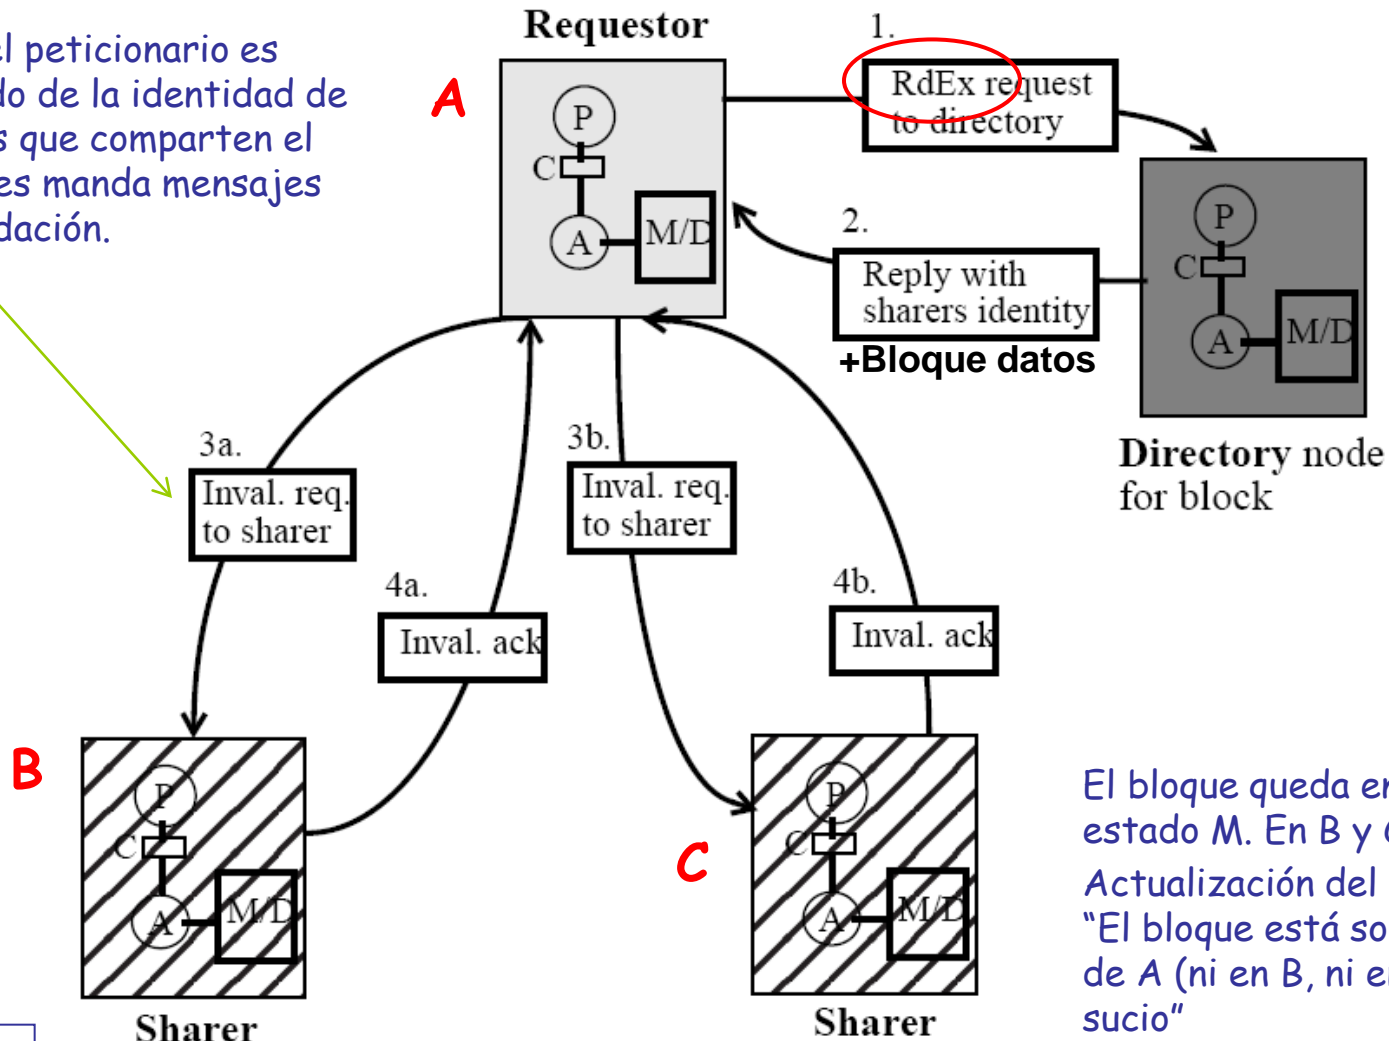 el peticionario es
do de la identidad de
s que comparten el
es manda mensajes
dación.
Requestor
A
P
C
A
M/D
1.
RdEx request
to directory
2.
Reply with
sharers identity
+Bloque datos
P
C
A
M/D
Directory node
for block
3a.
Inval. req.
to sharer
3b.
Inval. req.
to sharer
4a.
Inval. ack
4b.
Inval. ack
B
P
C
A
M/D
Sharer
C
P
C
A
M/D
Sharer
El bloque queda en
estado M. En B y
Actualización del
“El bloque está so
de A (ni en B, ni en
sucio”